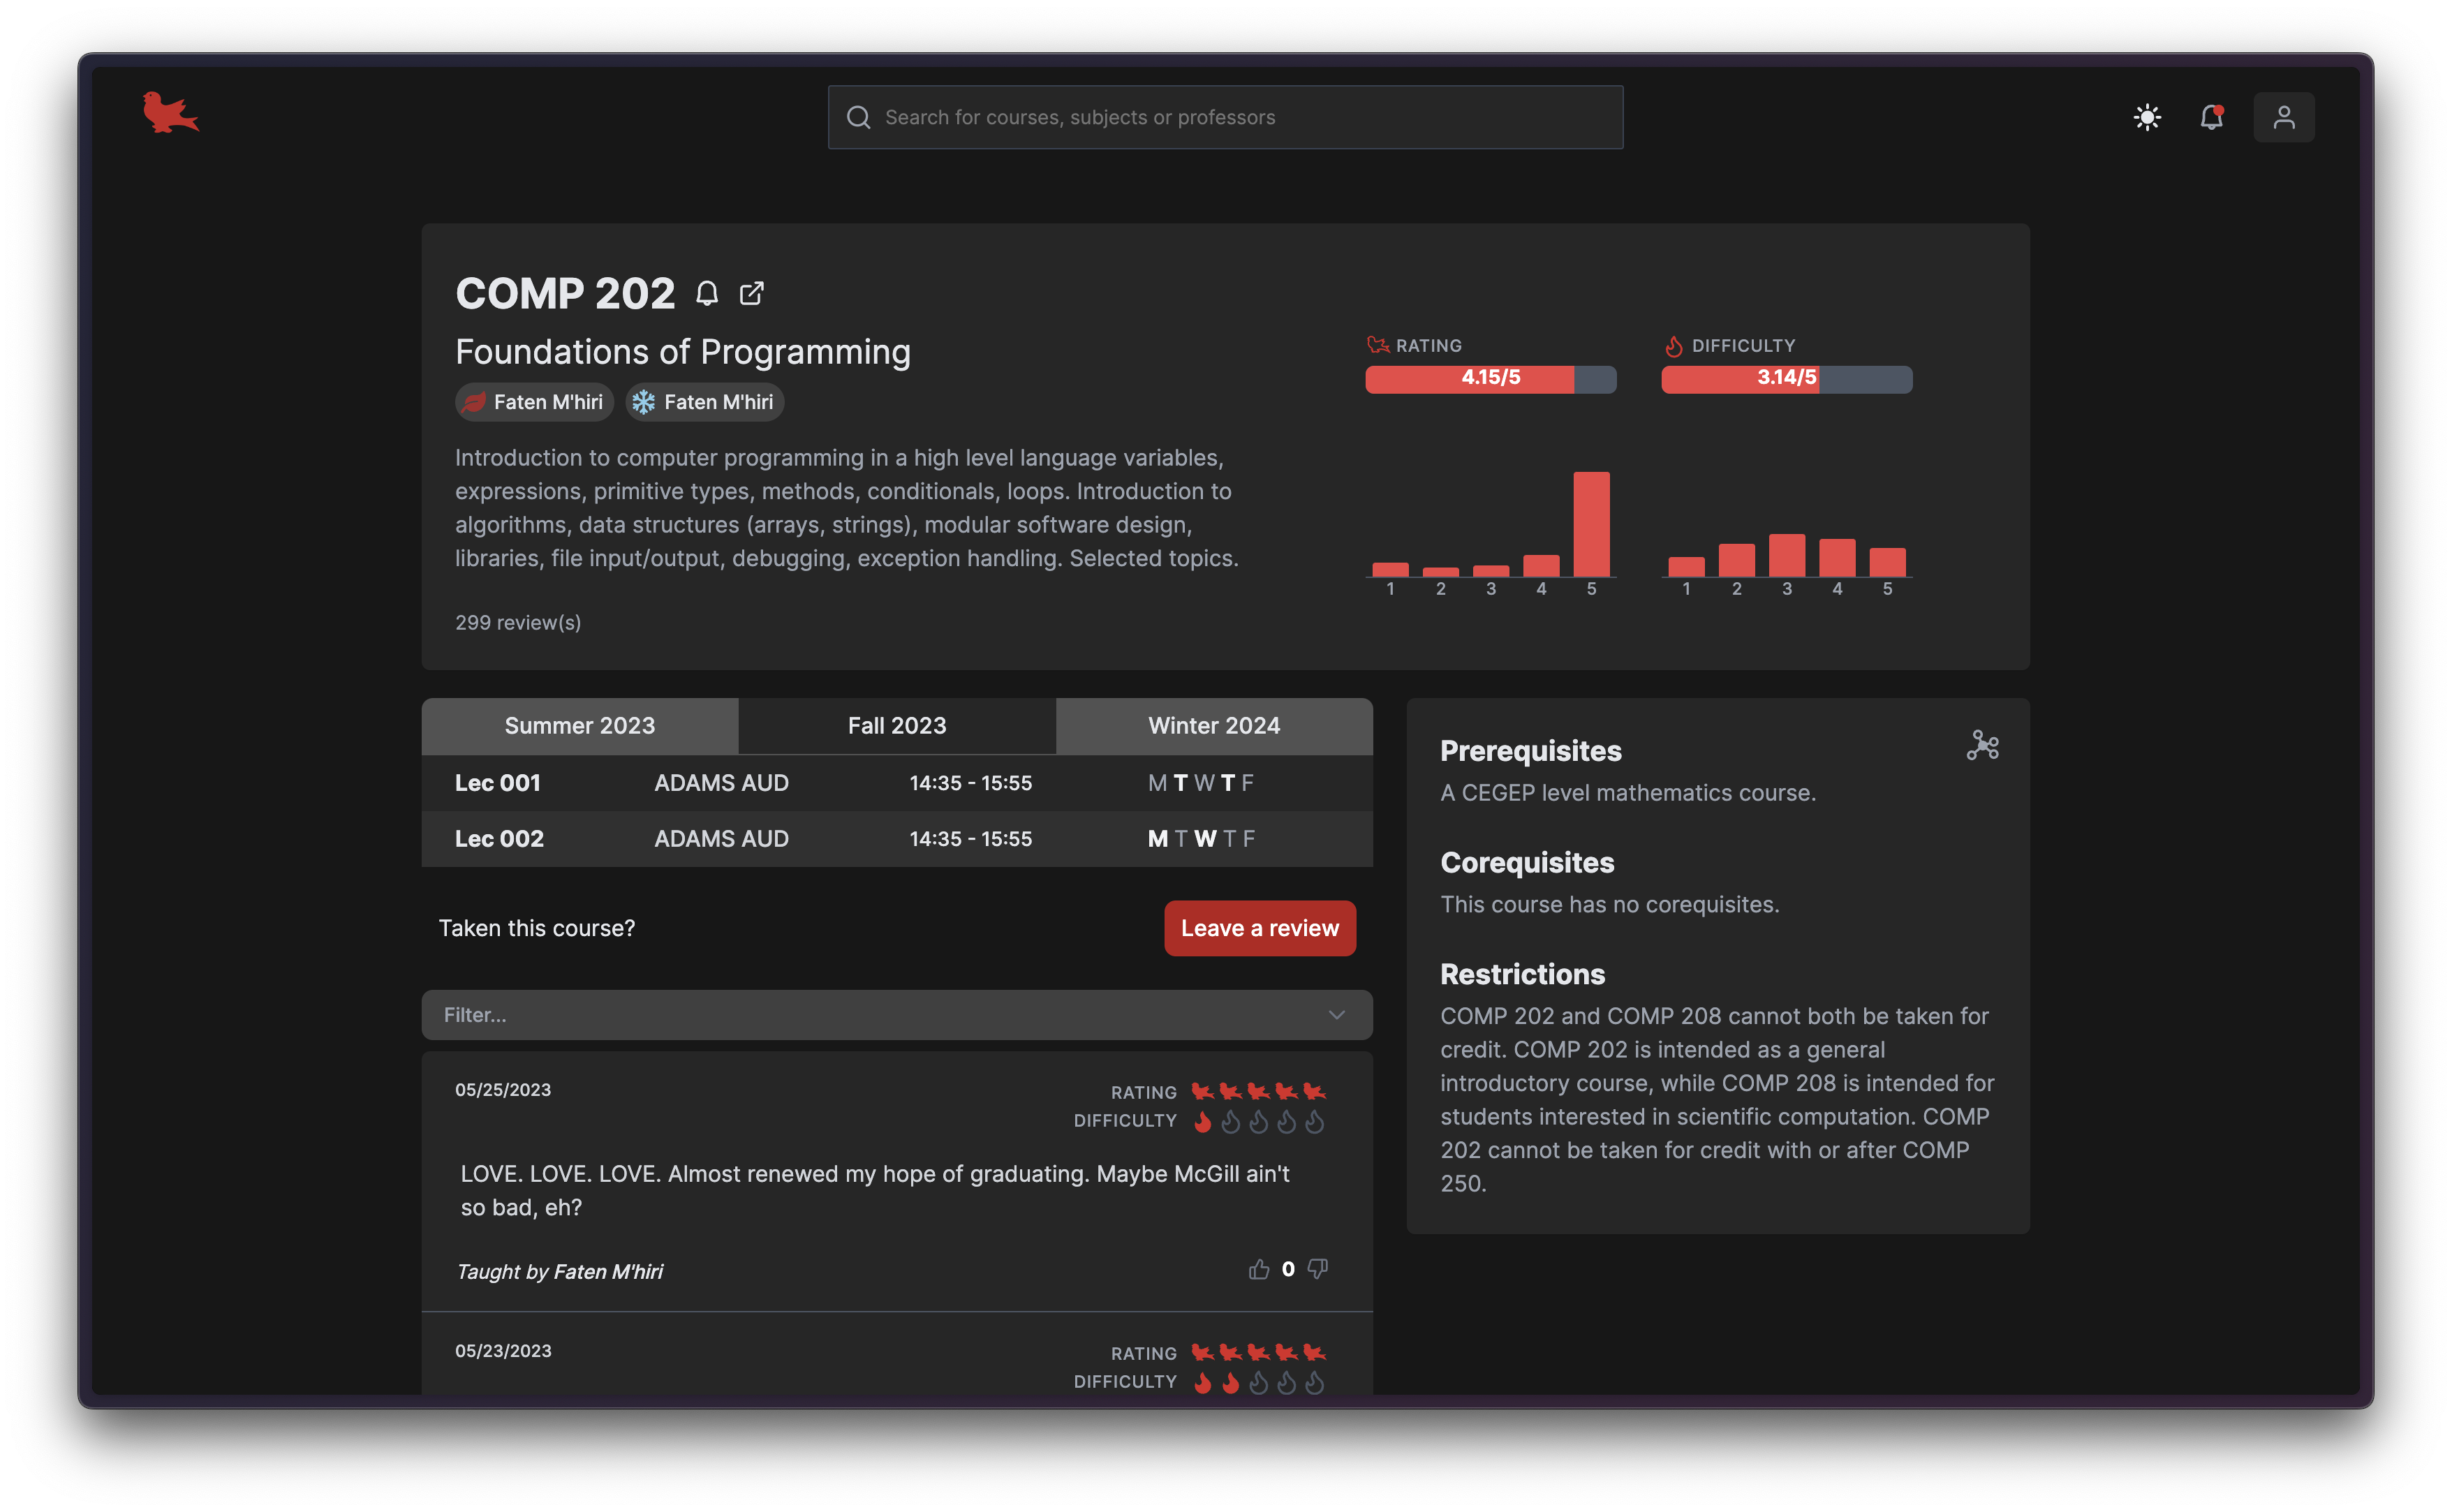 Search for courses, subjects or professors
COMP 202
Foundations of Programming
Faten M'hiri Faten M'hiri
Introduction to computer programming in a high level language variables,
expressions, primitive types, methods, conditionals, loops. Introduction to
algorithms, data structures (arrays, strings), modular software design,
libraries, file input/output, debugging, exception handling. Selected topics.
299 review(s)
RATING
4.15/5
1 2 3 4 5
DIFFICULTY
3.14/5
1 2 3 4 5
Summer 2023 Fall 2023 Winter 2024
Lec 001 ADAMS AUD 14:35 - 15:55 M T W T F
Lec 002 ADAMS AUD 14:35 - 15:55 M T W T F
Taken this course? Leave a review
Filter...
05/25/2023
RATING
DIFFICULTY
LOVE. LOVE. LOVE. Almost renewed my hope of graduating. Maybe McGill ain't
so bad, eh?
Taught by Faten M'hiri 0
05/23/2023
RATING
DIFFICULTY
Prerequisites
A CEGEP level mathematics course.
Corequisites
This course has no corequisites.
Restrictions
COMP 202 and COMP 208 cannot both be taken for
credit. COMP 202 is intended as a general
introductory course, while COMP 208 is intended for
students interested in scientific computation. COMP
202 cannot be taken for credit with or after COMP
250.